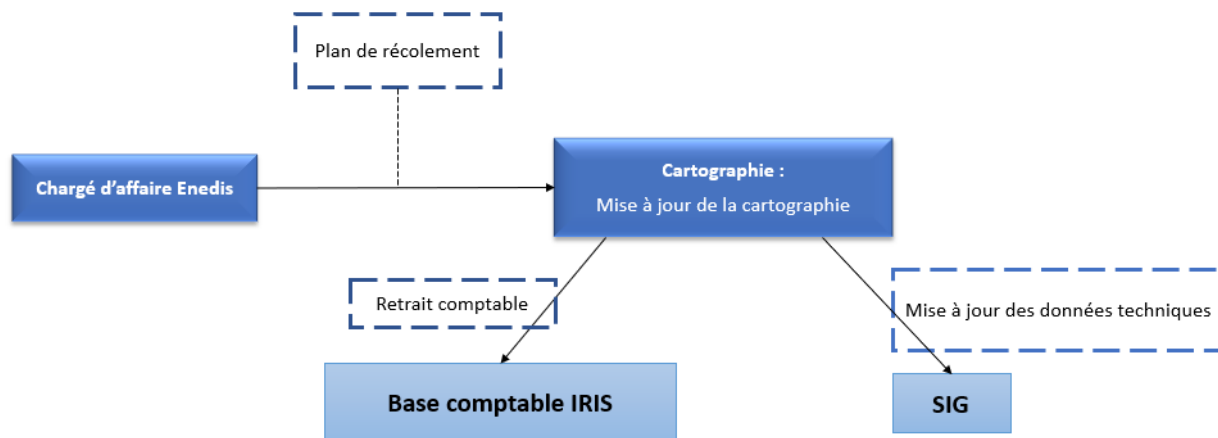 Plan de récolement
Chargé d’affaire Enedis
Cartographie :
Mise à jour de la cartographie
Retrait comptable
Mise à jour des données techniques
Base comptable IRIS
SIG